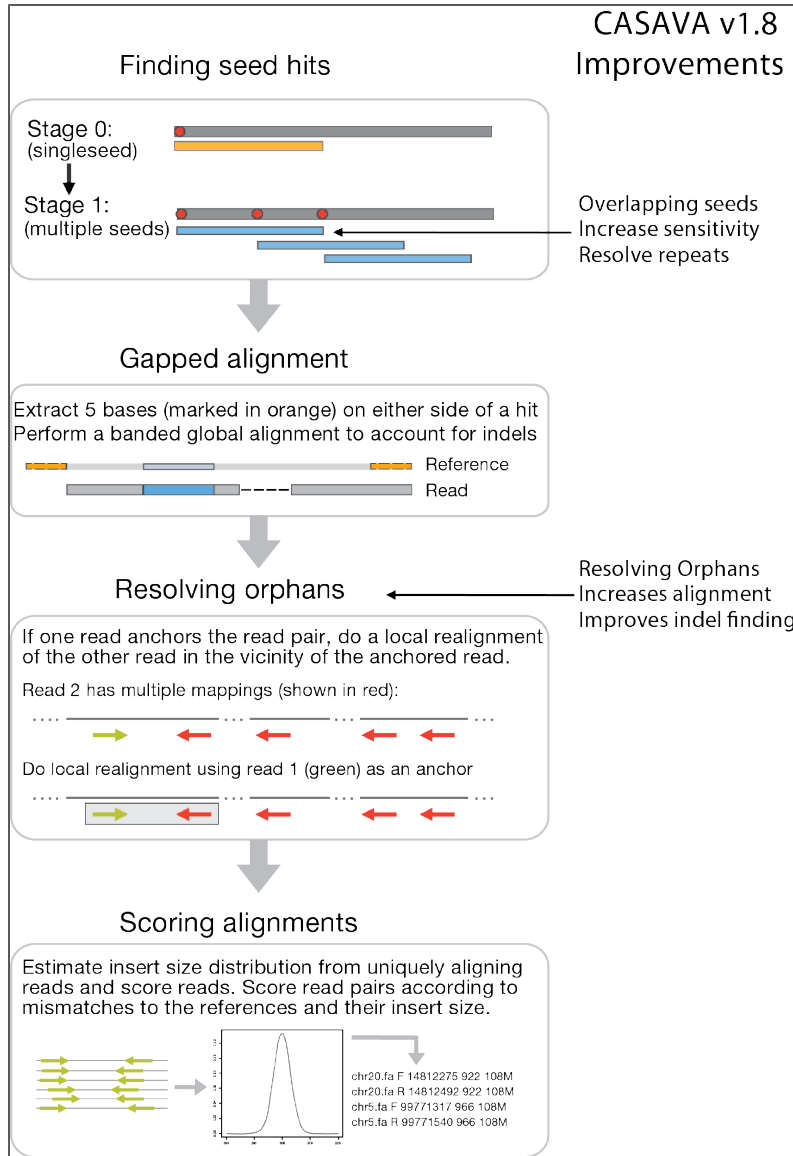 CASAVA v1.8
Improvements
Finding seed hits
Stage 0:
(singleseed)
Stage 1:
(multiple seeds)
Overlapping seeds
Increase sensitivity
Resolve repeats
Gapped alignment
Extract 5 bases (marked in orange) on either side of a hit
Perform a banded global alignment to account for indels
Reference
Read
Resolving orphans
Resolving Orphans
Increases alignment
Improves indel finding
If one read anchors the read pair, do a local realignment
of the other read in the vicinity of the anchored read.
Read 2 has multiple mappings (shown in red):
Do local realignment using read 1 (green) as an anchor
Scoring alignments
Estimate insert size distribution from uniquely aligning
reads and score reads. Score read pairs according to
mismatches to the references and their insert size.
chr20.fa F 14812275 922 108M
chr20.fa R 14812492 922 108M
chr5.fa F 99771317 966 108M
chr5.fa R 99771540 966 108M